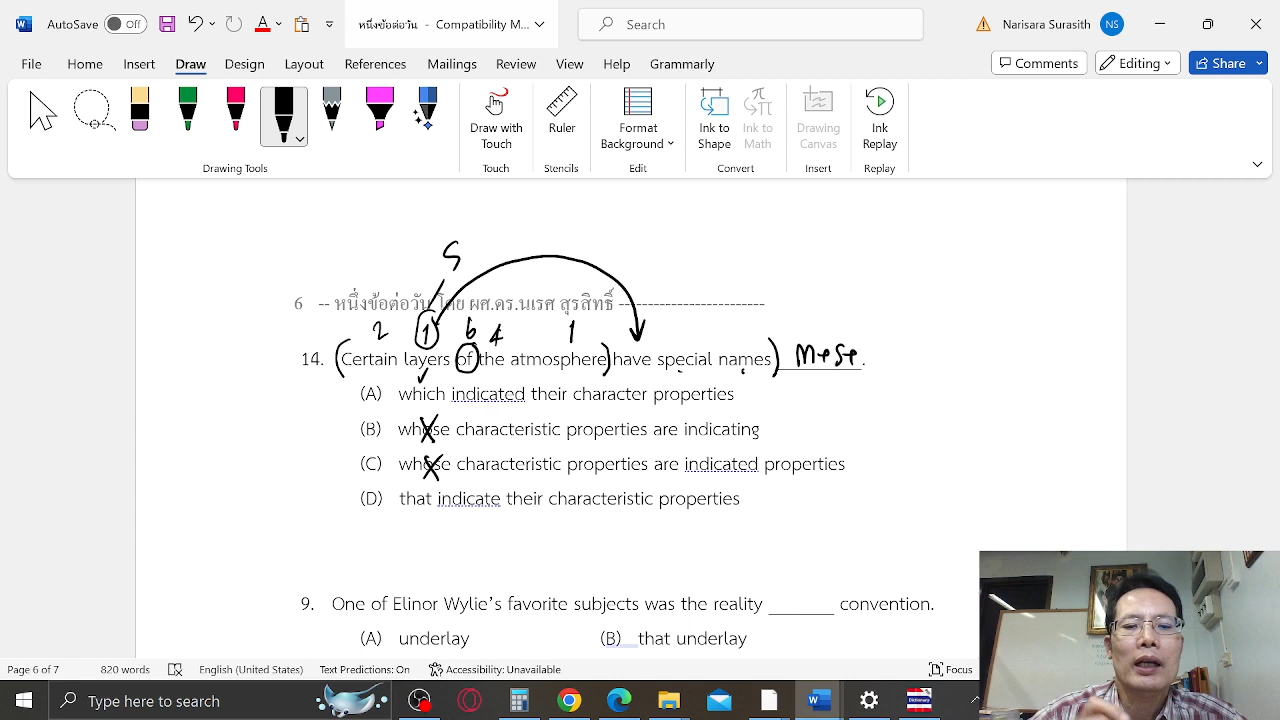 AutoSave Off หนึ่งข้อต่อวัน - Compatibility M... Search Narisara Surasith NS
File Home Insert Draw Design Layout References Mailings Review View Help Grammarly Comments Editing Share
Draw with Touch Ruler Format Background Ink to Shape Ink to Math Drawing Canvas Ink Replay
Drawing Tools Touch Stencils Edit Convert Insert Replay
S
6 -- หนึ่งข้อต่อวัน โดย ผศ.ดร.นเรศ สุรสิทธิ์ -------------------------
2 1 6 4 1
14. (Certain layers of the atmosphere) have special names) ______.
(A) which indicated their character properties
(B) whose characteristic properties are indicating
(C) whose characteristic properties are indicated properties
(D) that indicate their characteristic properties
9. One of Elinor Wylie's favorite subjects was the reality _______ convention.
(A) underlay (B) that underlay
Page 6 of 7 820 words English (United States) Text Predictions: On Accessibility: Unavailable Focus
Type here to search
Dictionary